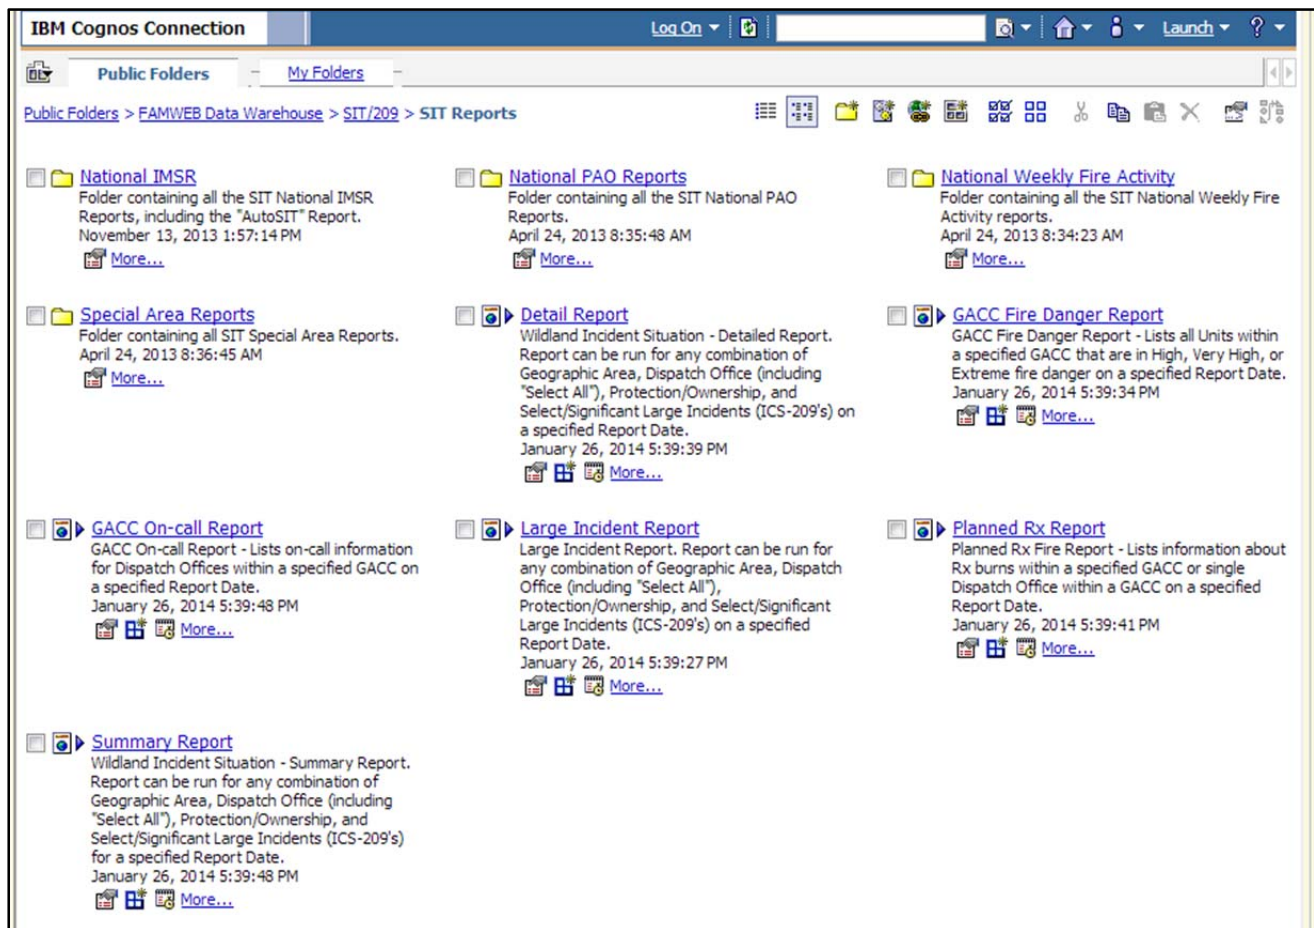 IBM Cognos Connection
Log On
Launch
?
Public Folders
My Folders
Public Folders > FAMWEB Data Warehouse > SIT/209 > SIT Reports
National IMSR
Folder containing all the SIT National IMSR
Reports, including the "AutoSIT" Report.
November 13, 2013 1:57:14 PM
More...
National PAO Reports
Folder containing all the SIT National PAO
Reports.
April 24, 2013 8:35:48 AM
More...
National Weekly Fire Activity
Folder containing all the SIT National Weekly Fire
Activity reports.
April 24, 2013 8:34:23 AM
More...
Special Area Reports
Folder containing all SIT Special Area Reports.
April 24, 2013 8:36:45 AM
More...
Detail Report
Wildland Incident Situation - Detailed Report.
Report can be run for any combination of
Geographic Area, Dispatch Office (including
"Select All"), Protection/Ownership, and
Select/Significant Large Incidents (ICS-209's) on
a specified Report Date.
January 26, 2014 5:39:39 PM
More...
GACC Fire Danger Report
GACC Fire Danger Report - Lists all Units within
a specified GACC that are in High, Very High, or
Extreme fire danger on a specified Report Date.
January 26, 2014 5:39:34 PM
More...
GACC On-call Report
GACC On-call Report - Lists on-call information
for Dispatch Offices within a specified GACC on
a specified Report Date.
January 26, 2014 5:39:48 PM
More...
Large Incident Report
Large Incident Report. Report can be run for
any combination of Geographic Area, Dispatch
Office (including "Select All"),
Protection/Ownership, and Select/Significant
Large Incidents (ICS-209's) on a specified
Report Date.
January 26, 2014 5:39:27 PM
More...
Planned Rx Report
Planned Rx Fire Report - Lists information about
Rx burns within a specified GACC or single
Dispatch Office within a GACC on a specified
Report Date.
January 26, 2014 5:39:41 PM
More...
Summary Report
Wildland Incident Situation - Summary Report.
Report can be run for any combination of
Geographic Area, Dispatch Office (including
"Select All"), Protection/Ownership, and
Select/Significant Large Incidents (ICS-209's)
for a specified Report Date.
January 26, 2014 5:39:48 PM
More...